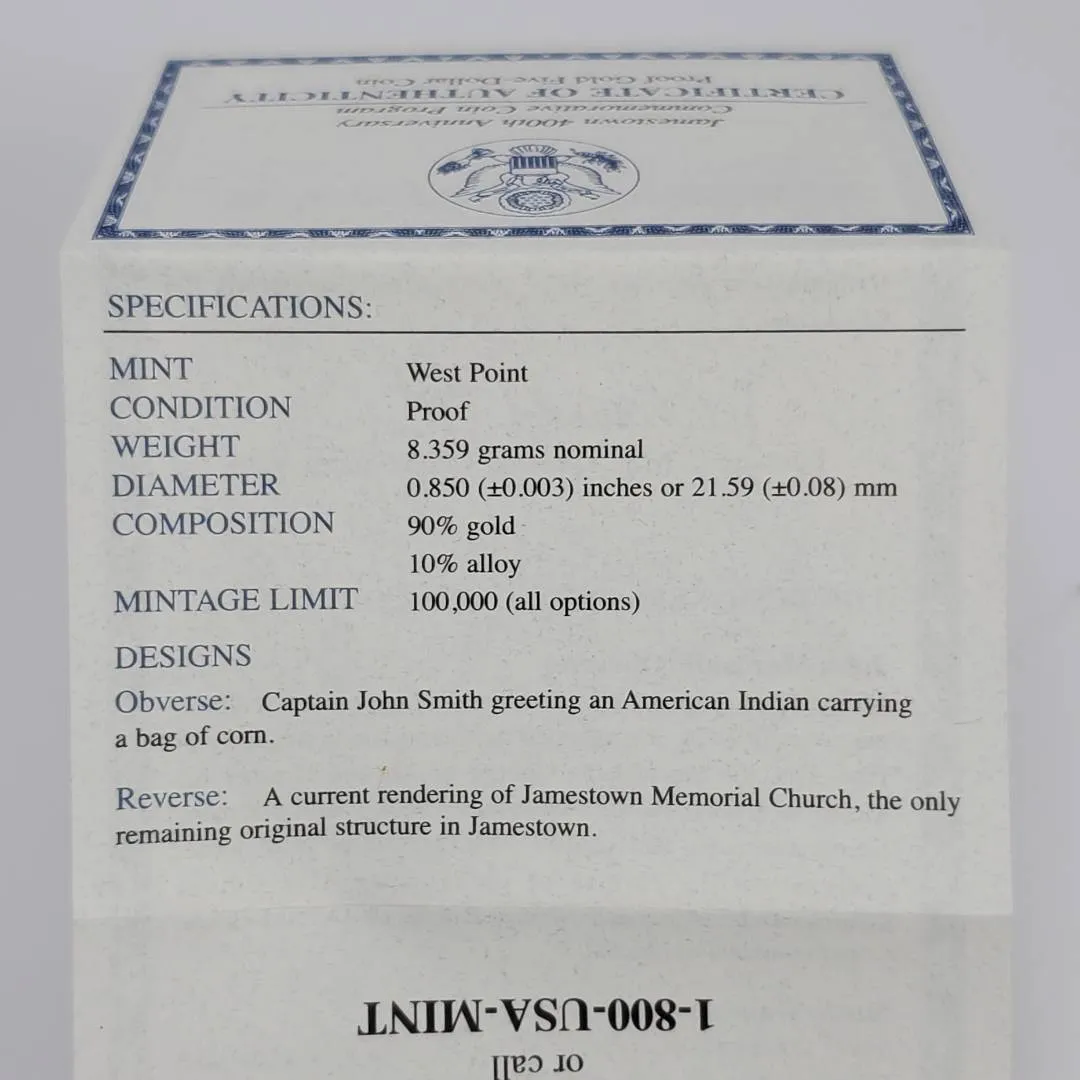 Jamestown 400th Anniversary
Commemorative Coin Program
CERTIFICATE OF AUTHENTICITY
Proof Gold Five Dollar Coin
SPECIFICATIONS:
MINT West Point
CONDITION Proof
WEIGHT 8.359 grams nominal
DIAMETER 0.850 (±0.003) inches or 21.59 (±0.08) mm
COMPOSITION 90% gold
10% alloy
MINTAGE LIMIT 100,000 (all options)
DESIGNS
Obverse: Captain John Smith greeting an American Indian carrying
a bag of corn.
Reverse: A current rendering of Jamestown Memorial Church, the only
remaining original structure in Jamestown.
or call
1-800-USA-MINT